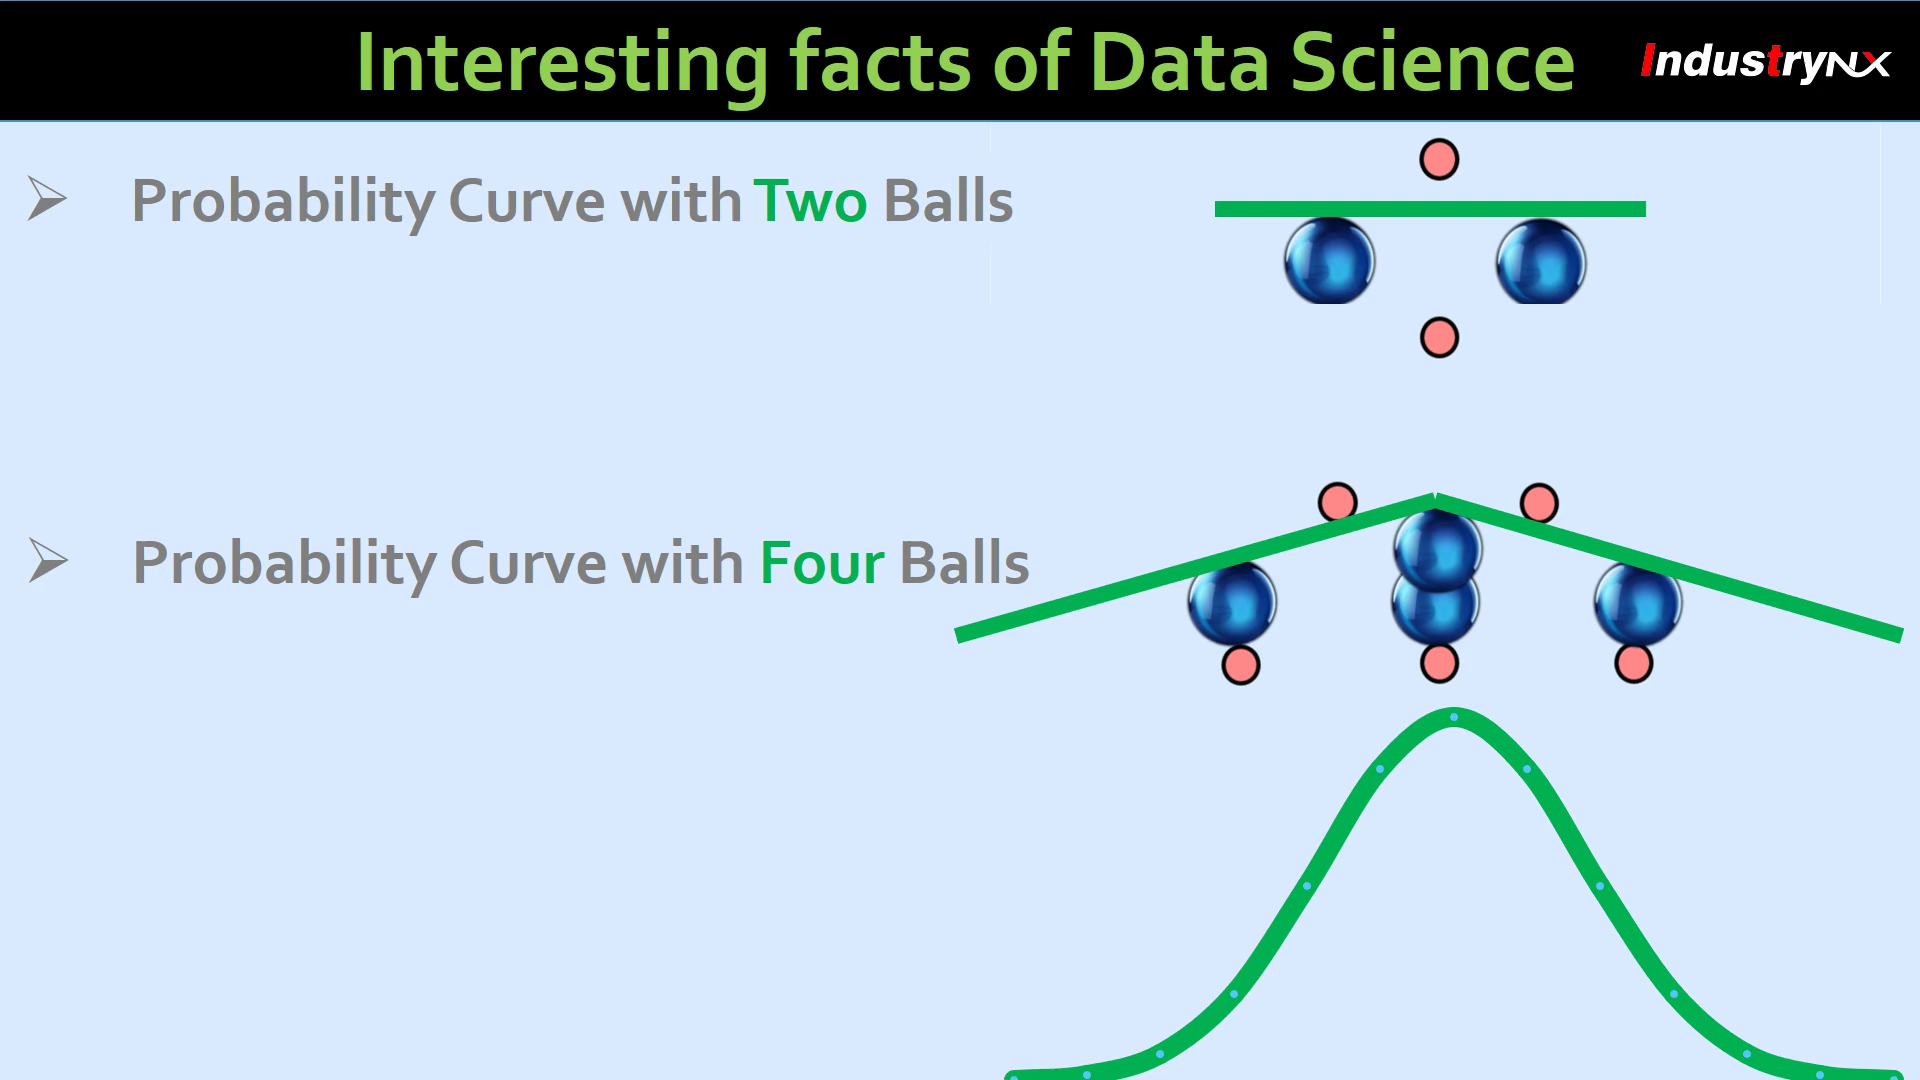 Interesting facts of Data Science
IndustryNX
Probability Curve with Two Balls
Probability Curve with Four Balls